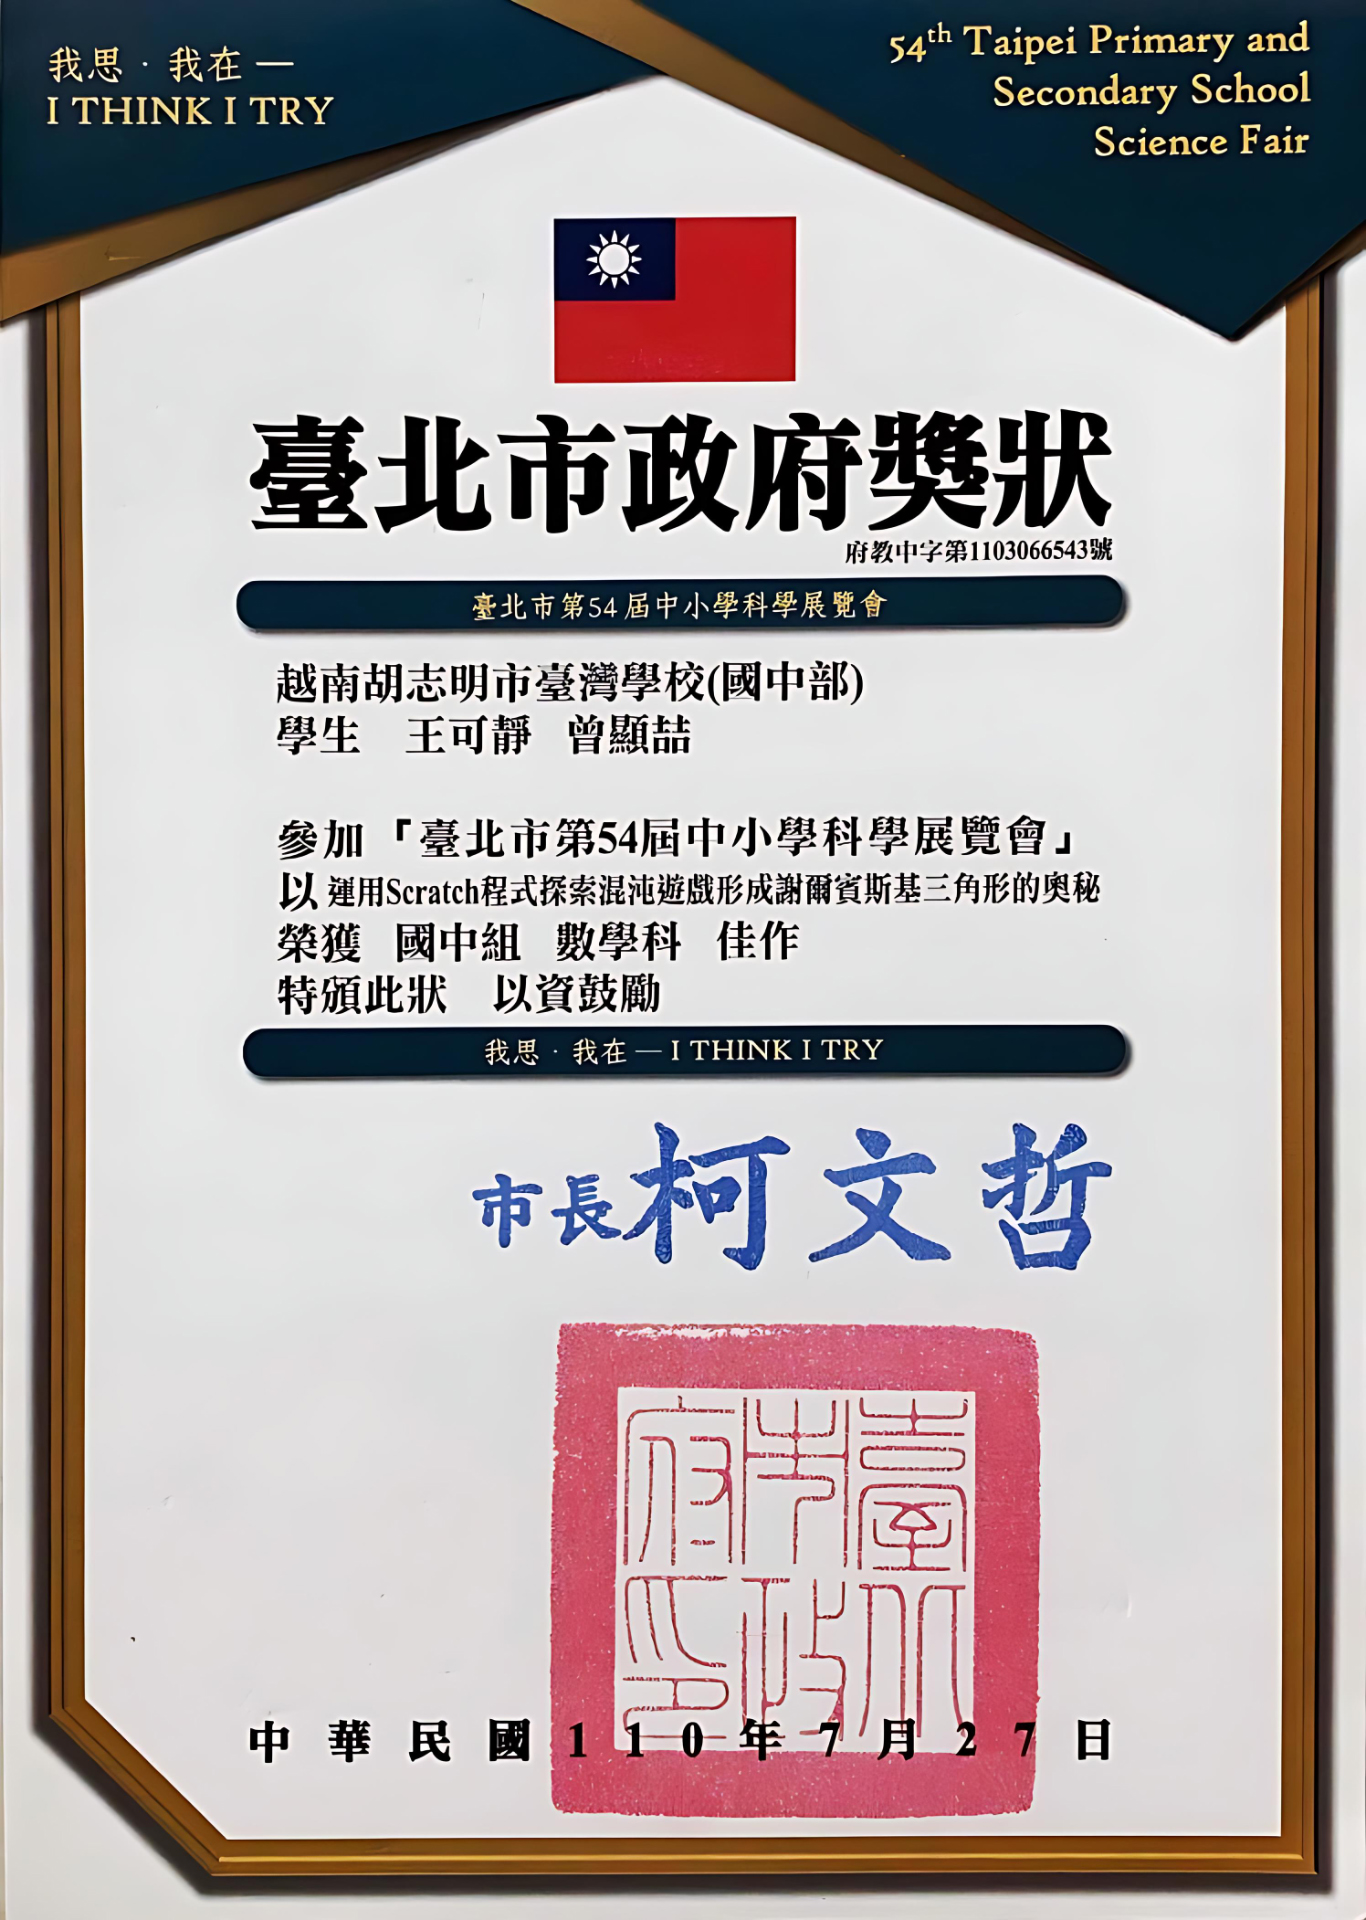 我思‧我在—
I THINK I TRY
54th Taipei Primary and
Secondary School
Science Fair
臺北市政府獎狀
府教中字第1103066543號
臺北市第54屆中小學科學展覽會
越南胡志明市臺灣學校(國中部)
學生 王可靜 曾顯喆
參加「臺北市第54屆中小學科學展覽會」
以 運用Scratch程式探索混沌遊戲形成謝爾賓斯基三角形的奧秘
榮獲 國中組 數學科 佳作
特頒此狀 以資鼓勵
我思‧我在—I THINK I TRY
市長柯文哲
臺北市政府印
中華民國110年7月27日